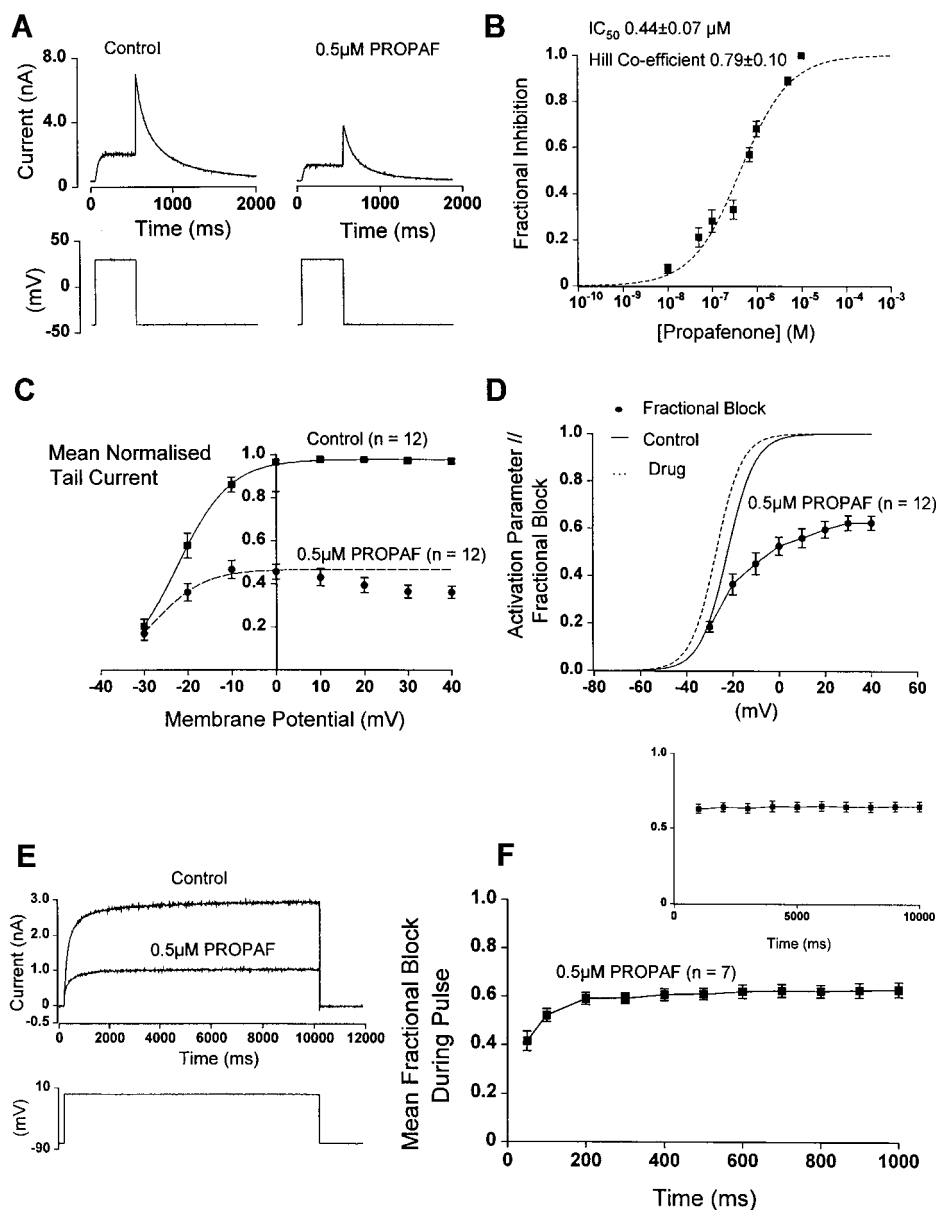 A
Control
0.5µM PROPAF
Current (nA)
8.0
4.0
0
0 1000 2000
0 1000 2000
Time (ms)
Time (ms)
50
0
-50
(mV)
B
IC50 0.44±0.07 µM
Hill Co-efficient 0.79±0.10
Fractional Inhibition
1.0
0.8
0.6
0.4
0.2
0
10-10 10-9 10-8 10-7 10-6 10-5 10-4 10-3
[Propafenone] (M)
C
Mean Normalised
Tail Current
Control (n = 12)
0.5µM PROPAF (n = 12)
1.0
0.8
0.6
0.4
0.2
-40 -30 -20 -10 0 10 20 30 40
Membrane Potential (mV)
D
Fractional Block
Control
Drug
0.5µM PROPAF (n = 12)
Activation Parameter //
Fractional Block
1.0
0.8
0.6
0.4
0.2
0.0
-80 -60 -40 -20 0 20 40 60
(mV)
E
Control
0.5µM PROPAF
Current (nA)
3.0
2.0
1.0
0
-0.5
0 2000 4000 6000 8000 10000 12000
Time (ms)
10
-90
(mV)
F
1.0
0.5
0
0 5000 10000
Time (ms)
0.5µM PROPAF (n = 7)
Mean Fractional Block
During Pulse
1.0
0.8
0.6
0.4
0.2
0
0 200 400 600 800 1000
Time (ms)